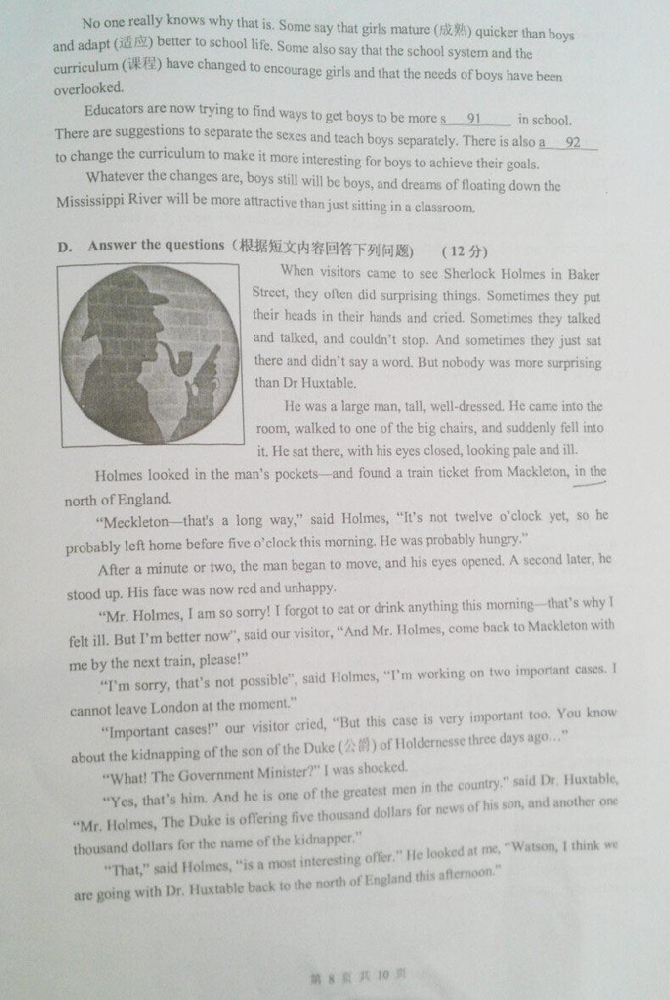 No one really knows why that is. Some say that girls mature (成熟) quicker than boys
and adapt (适应) better to school life. Some also say that the school system and the
curriculum (课程) have changed to encourage girls and that the needs of boys have been
overlooked.
Educators are now trying to find ways to get boys to be more s 91 in school.
There are suggestions to separate the sexes and teach boys separately. There is also a 92
to change the curriculum to make it more interesting for boys to achieve their goals.
Whatever the changes are, boys still will be boys, and dreams of floating down the
Mississippi River will be more attractive than just sitting in a classroom.
D. Answer the questions (根据短文内容回答下列问题) (12分)
When visitors came to see Sherlock Holmes in Baker
Street, they often did surprising things. Sometimes they put
their heads in their hands and cried. Sometimes they talked
and talked, and couldn't stop. And sometimes they just sat
there and didn't say a word. But nobody was more surprising
than Dr Huxtable.
He was a large man, tall, well-dressed. He came into the
room, walked to one of the big chairs, and suddenly fell into
it. He sat there, with his eyes closed, looking pale and ill.
Holmes looked in the man's pockets—and found a train ticket from Mackleton, in the
north of England.
"Meckleton—that's a long way," said Holmes, "It's not twelve o'clock yet, so he
probably left home before five o'clock this morning. He was probably hungry."
After a minute or two, the man began to move, and his eyes opened. A second later, he
stood up. His face was now red and unhappy.
"Mr. Holmes, I am so sorry! I forgot to eat or drink anything this morning—that's why I
felt ill. But I'm better now", said our visitor, "And Mr. Holmes, come back to Mackleton with
me by the next train, please!"
"I'm sorry, that's not possible", said Holmes, "I'm working on two important cases. I
cannot leave London at the moment."
"Important cases!" our visitor cried, "But this case is very important too. You know
about the kidnapping of the son of the Duke (公爵) of Holdernesse three days ago…"
"What! The Government Minister?" I was shocked.
"Yes, that's him. And he is one of the greatest men in the country." said Dr. Huxtable,
"Mr. Holmes, The Duke is offering five thousand dollars for news of his son, and another one
thousand dollars for the name of the kidnapper."
"That," said Holmes, "is a most interesting offer." He looked at me, "Watson, I think we
are going with Dr. Huxtable back to the north of England this afternoon."
第 8 页 共 10 页